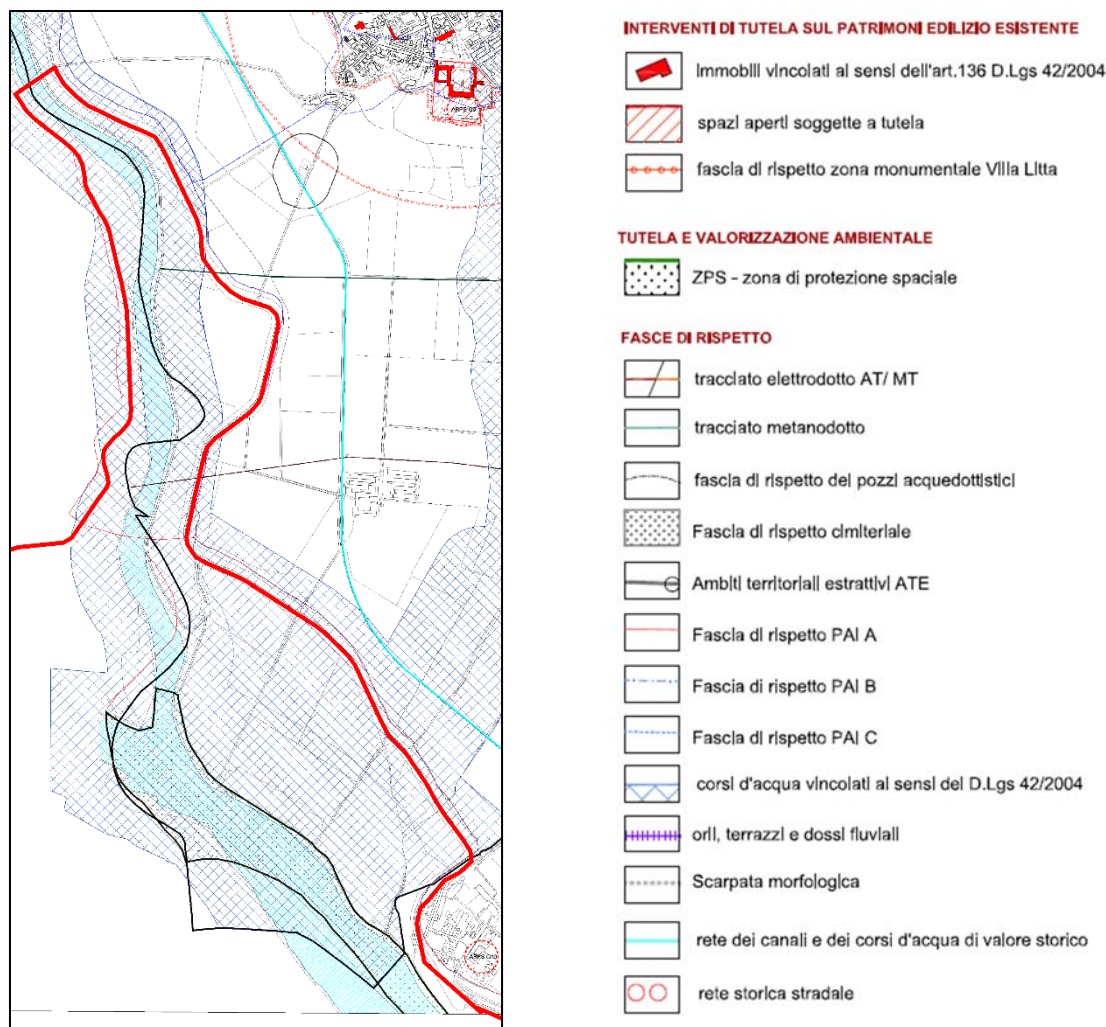 INTERVENTI DI TUTELA SUL PATRIMONI EDILIZIO ESISTENTE
Immobili vincolati ai sensi dell'art.136 D.Lgs 42/2004
spazi aperti soggette a tutela
fascia di rispetto zona monumentale Villa Litta
TUTELA E VALORIZZAZIONE AMBIENTALE
ZPS - zona di protezione spaciale
FASCE DI RISPETTO
tracciato elettrodotto AT/ MT
tracciato metanodotto
fascia di rispetto dei pozzi acquedottistici
Fascia di rispetto cimiteriale
Ambiti territoriali estrattivi ATE
Fascia di rispetto PAI A
Fascia di rispetto PAI B
Fascia di rispetto PAI C
corsi d'acqua vincolati ai sensi del D.Lgs 42/2004
orli, terrazzi e dossi fluviali
Scarpata morfologica
rete dei canali e dei corsi d'acqua di valore storico
rete storica stradale